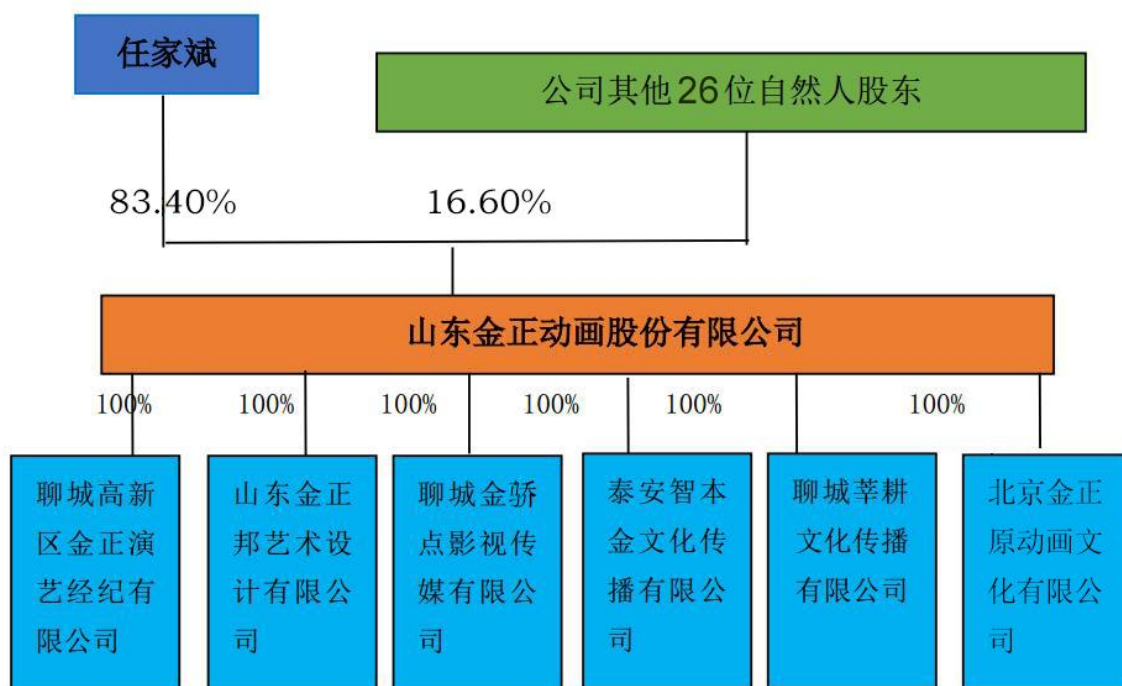 任家斌
公司其他26位自然人股东
83.40%
16.60%
山东金正动画股份有限公司
100%
100%
100%
100%
100%
100%
聊城高新
区金正演
艺经纪有
限公司
山东金正
邦艺术设
计有限公
司
聊城金骄
点影视传
媒有限公
司
泰安智本
金文化传
播有限公
司
聊城莘耕
文化传播
有限公司
北京金正
原动画文
化有限公
司